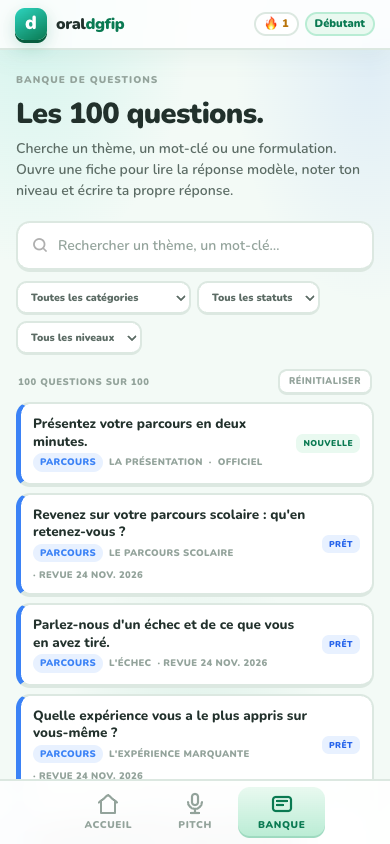 d oraldgfip 🔥 1 Débutant
BANQUE DE QUESTIONS
Les 100 questions.
Cherche un thème, un mot-clé ou une formulation.
Ouvre une fiche pour lire la réponse modèle, noter ton
niveau et écrire ta propre réponse.
Rechercher un thème, un mot-clé...
Toutes les catégories Tous les statuts
Tous les niveaux
100 QUESTIONS SUR 100 RÉINITIALISER
Présentez votre parcours en deux
minutes.
NOUVELLE
PARCOURS LA PRÉSENTATION · OFFICIEL
Revenez sur votre parcours scolaire : qu'en
retenez-vous ?
PRÊT
PARCOURS LE PARCOURS SCOLAIRE
· REVUE 24 NOV. 2026
Parlez-nous d'un échec et de ce que vous
en avez tiré.
PRÊT
PARCOURS L'ÉCHEC · REVUE 24 NOV. 2026
Quelle expérience vous a le plus appris sur
vous-même ?
PRÊT
PARCOURS L'EXPÉRIENCE MARQUANTE
· REVUE 24 NOV. 2026
ACCUEIL PITCH BANQUE